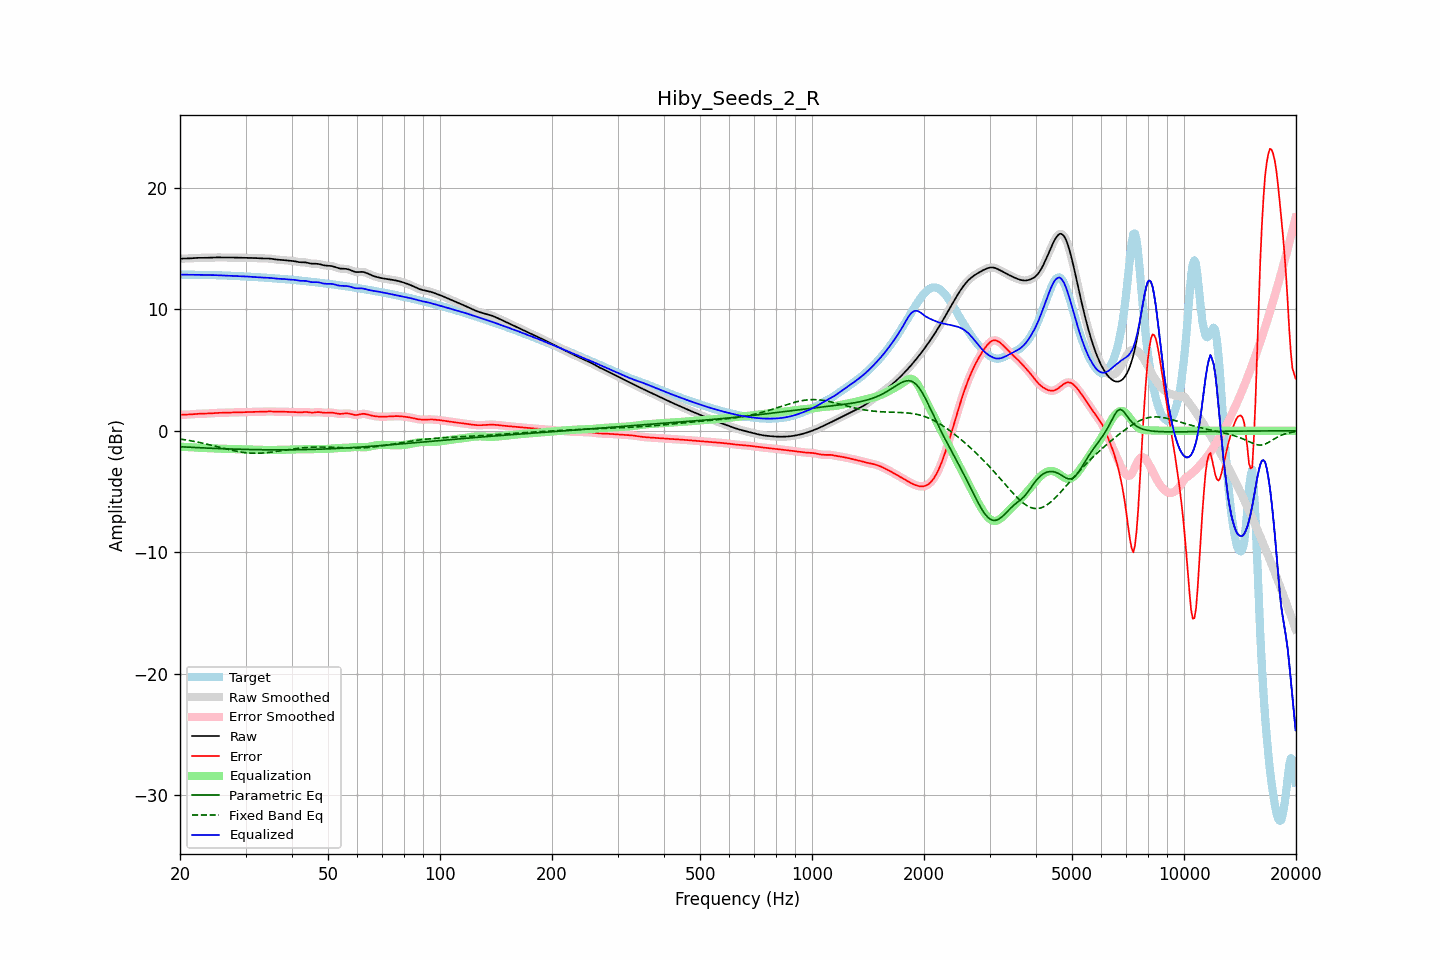 Hiby_Seeds_2_R
Amplitude (dBr)
20
10
0
−10
−20
−30
Target
Raw Smoothed
Error Smoothed
Raw
Error
Equalization
Parametric Eq
Fixed Band Eq
Equalized
20 50 100 200 500 1000 2000 5000 10000 20000
Frequency (Hz)